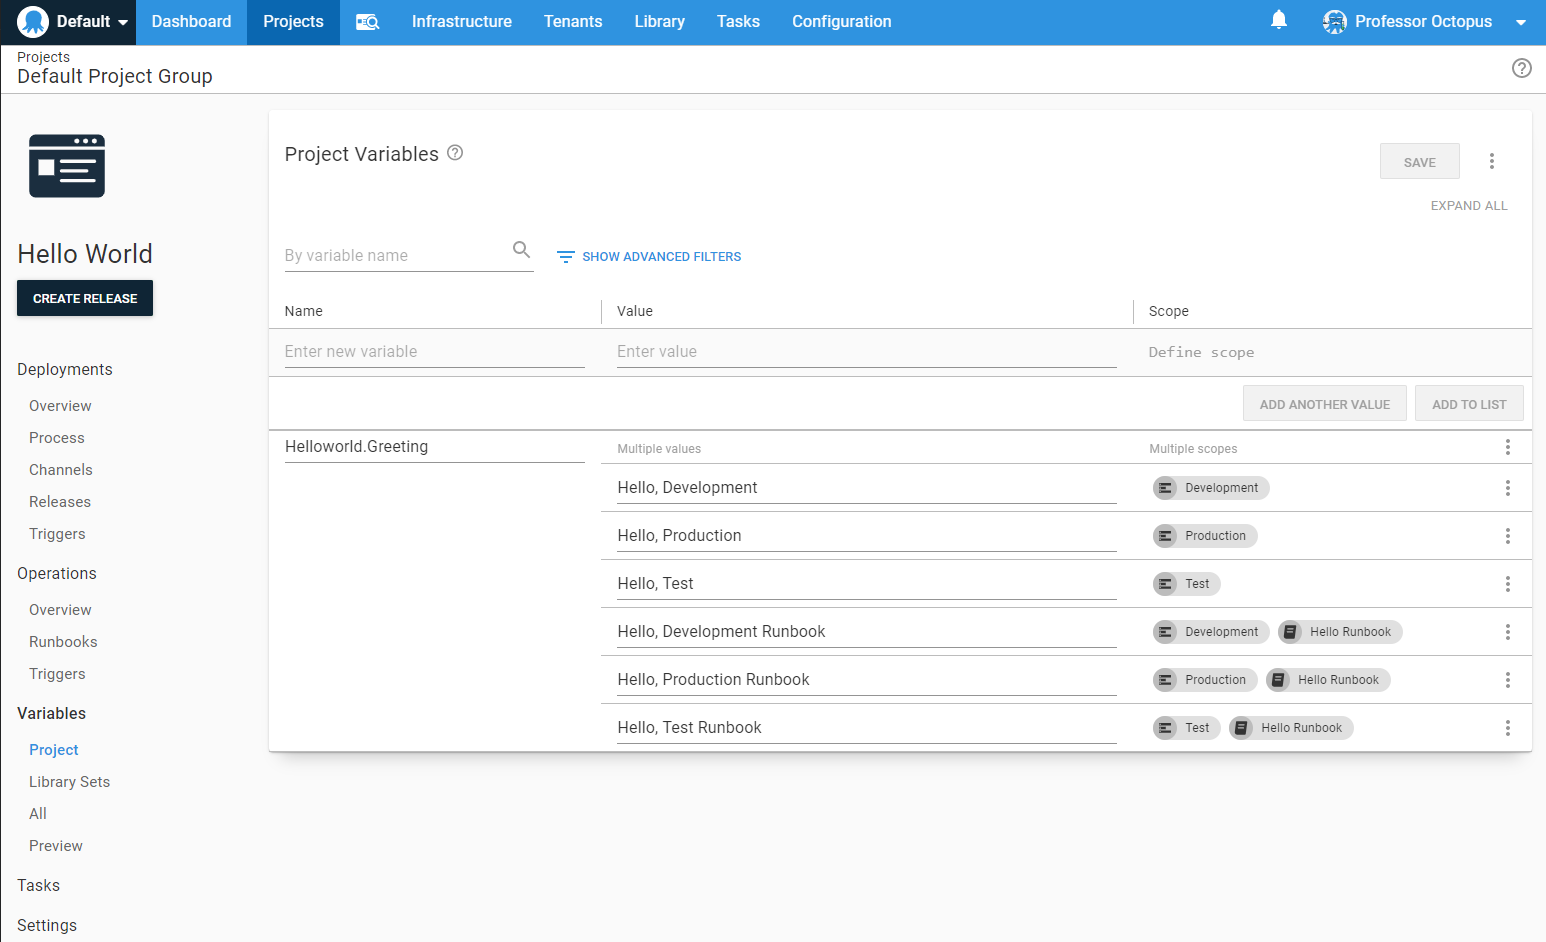 Default Dashboard Projects Infrastructure Tenants Library Tasks Configuration Professor Octopus
Projects
Default Project Group
Hello World
CREATE RELEASE
Deployments
Overview
Process
Channels
Releases
Triggers
Operations
Overview
Runbooks
Triggers
Variables
Project
Library Sets
All
Preview
Tasks
Settings
Project Variables
SAVE
EXPAND ALL
By variable name SHOW ADVANCED FILTERS
Name Value Scope
Enter new variable Enter value Define scope
ADD ANOTHER VALUE ADD TO LIST
Helloworld.Greeting Multiple values Multiple scopes
Hello, Development Development
Hello, Production Production
Hello, Test Test
Hello, Development Runbook Development Hello Runbook
Hello, Production Runbook Production Hello Runbook
Hello, Test Runbook Test Hello Runbook